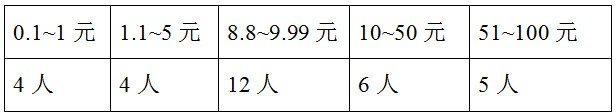 0.1~1 元 1.1~5 元 8.8~9.99 元 10~50 元 51~100 元
4 人 4 人 12 人 6 人 5 人